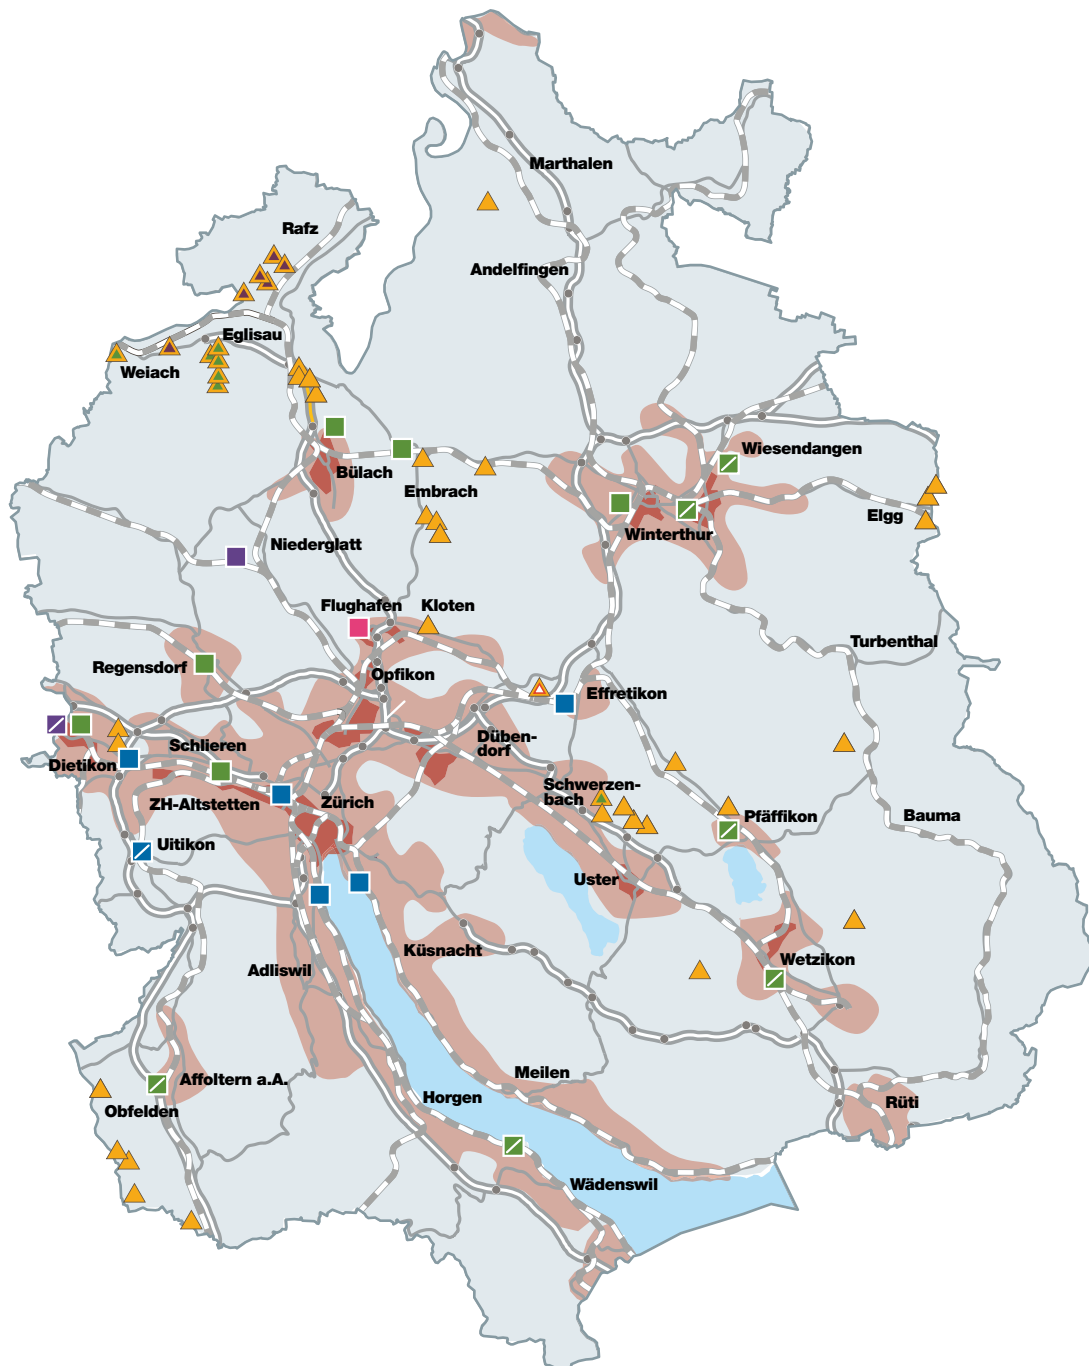 Marthalen
Rafz
Andelfingen
Eglisau
Weiach
Wiesendangen
Bülach
Embrach
Elgg
Winterthur
Niederglatt
Flughafen
Kloten
Turbenthal
Regensdorf
Opfikon
Effretikon
Düben-
dorf
Schlieren
Dietikon
Schwerzen-
bach
ZH-Altstetten
Zürich
Pfäffikon
Bauma
Uitikon
Uster
Küsnacht
Wetzikon
Adliswil
Meilen
Affoltern a.A.
Horgen
Rüti
Obfelden
Wädenswil